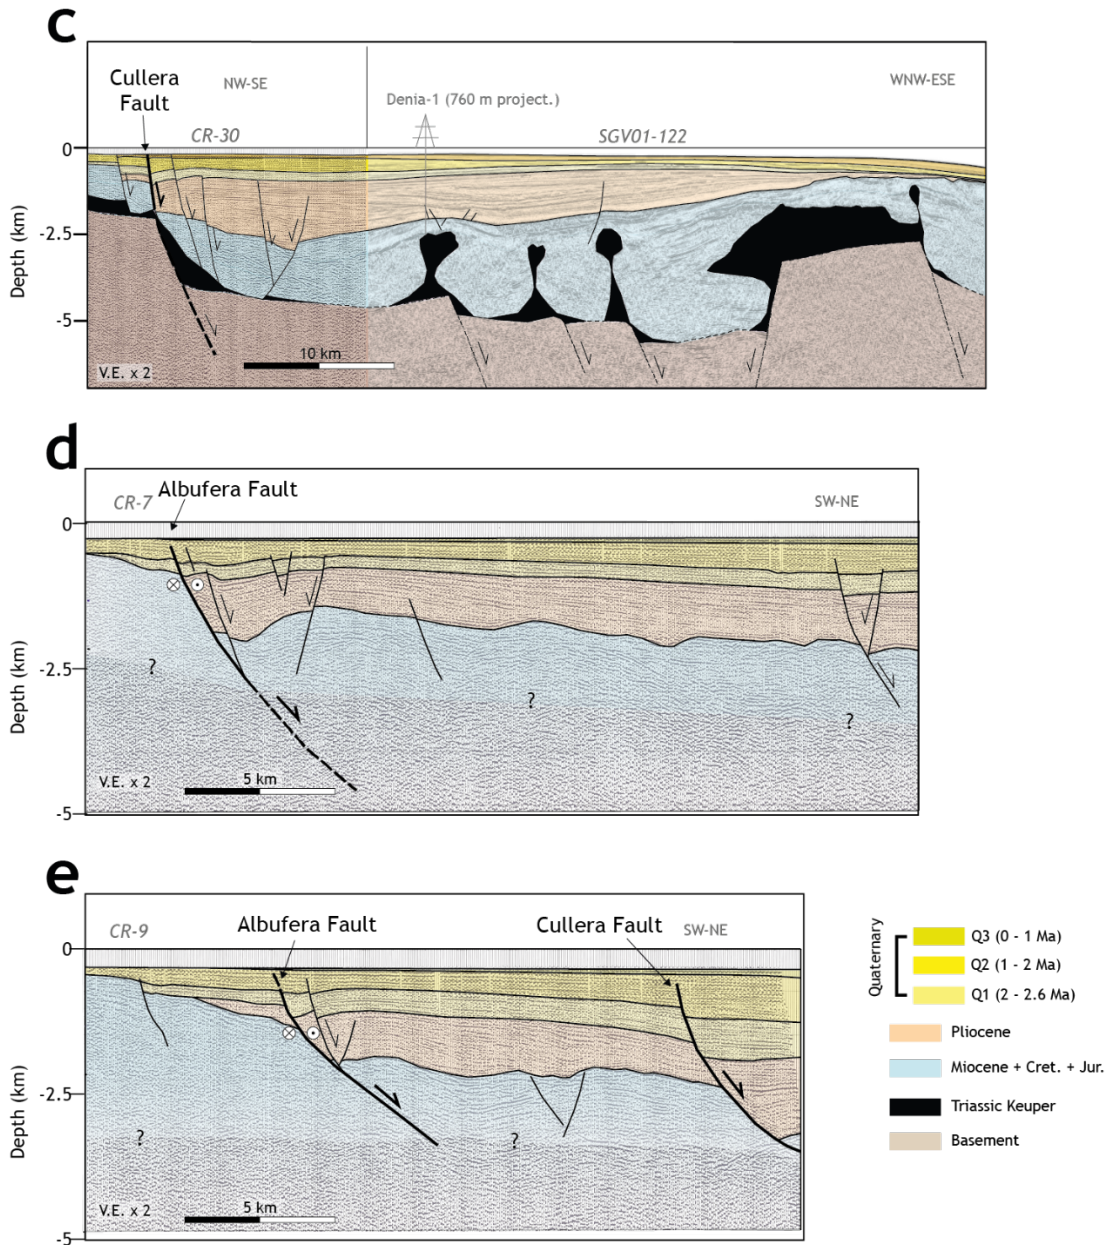 c
Cullera
Fault
NW-SE
WNW-ESE
Denia-1 (760 m project.)
CR-30
SGV01-122
0
-2.5
-5
Depth (km)
10 km
V.E. x 2
d
CR-7
Albufera Fault
SW-NE
0
-2.5
-5
Depth (km)
?
?
?
V.E. x 2
5 km
e
CR-9
Albufera Fault
Cullera Fault
SW-NE
0
-2.5
-5
Depth (km)
?
?
V.E. x 2
5 km
Quaternary
Q3 (0 - 1 Ma)
Q2 (1 - 2 Ma)
Q1 (2 - 2.6 Ma)
Pliocene
Miocene + Cret. + Jur.
Triassic Keuper
Basement